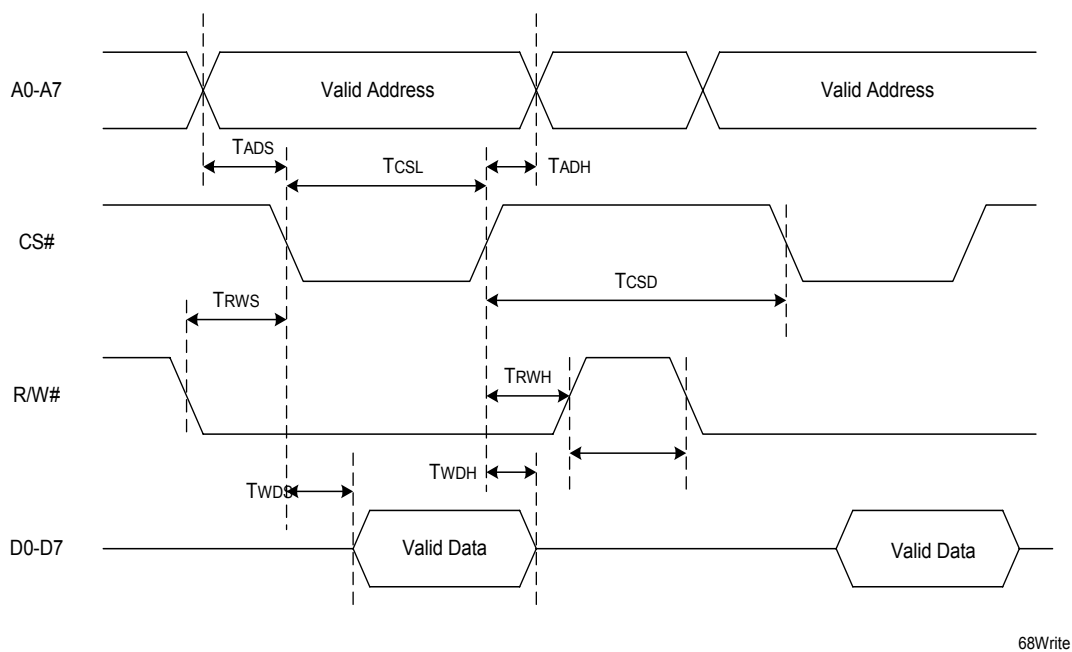 A0-A7
Valid Address
Valid Address
TADS
TCSL
TADH
CS#
TCSD
TRWS
R/W#
TRWH
TWDH
TWDS
D0-D7
Valid Data
Valid Data
68Write